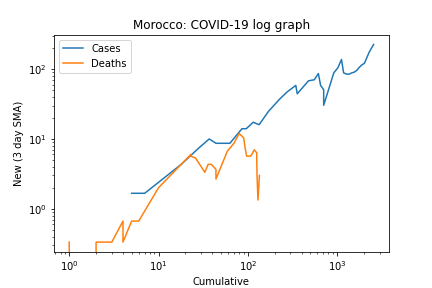 Morocco: COVID-19 log graph
Cases
Deaths
New (3 day SMA)
10²
10¹
10⁰
10⁰ 10¹ 10² 10³
Cumulative